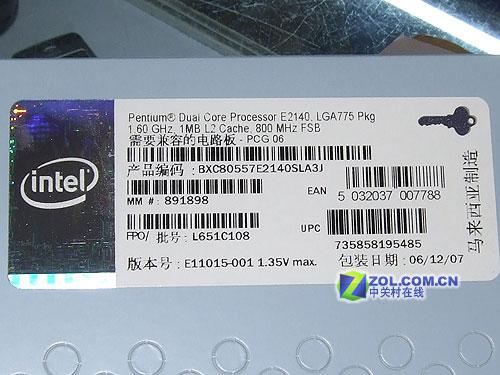 Pentium® Dual Core Processor E2140, LGA775 Pkg
1.60 GHz, 1MB L2 Cache, 800 MHz FSB
需要兼容的电路板 - PCG 06
产品编码: BXC80557E2140SLA3J
intel
EAN
5 032037 007788
MM #: 891898
UPC
735858195485
FPO/ 批号: L651C108
版本号: E11015-001 1.35V max.
包装日期: 06/12/07
马来西亚制造
ZOL.COM.CN
中关村在线